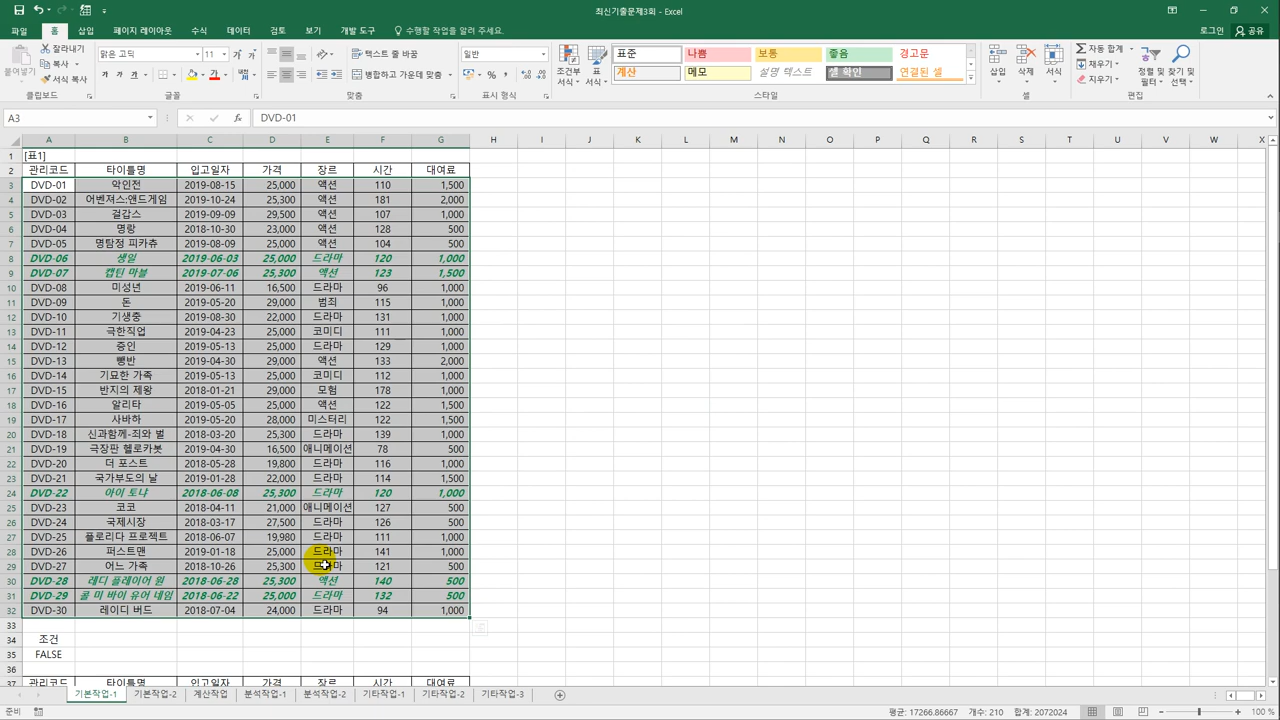 최신기출문제3회 - Excel
파일 홈 삽입 페이지 레이아웃 수식 데이터 검토 보기 개발 도구 수행할 작업을 알려 주세요. 로그인 공유
붙여넣기 잘라내기 복사 서식 복사 클립보드
맑은 고딕 11 가 가 가 가 가 가 글꼴
텍스트 줄 바꿈 병합하고 가운데 맞춤 맞춤
일반 % 표시 형식
조건부 서식 표 서식
표준 나쁨 보통 좋음 경고문
계산 메모 설명 텍스트 셀 확인 연결된 셀
스타일
삽입 삭제 서식 셀
자동 합계 채우기 지우기 정렬 및 필터 찾기 및 선택 편집
A3 fx DVD-01
A B C D E F G H I J K L M N O P Q R S T U V W X
1 [표1]
2 관리코드 타이틀명 입고일자 가격 장르 시간 대여료
3 DVD-01 악인전 2019-08-15 25,000 액션 110 1,500
4 DVD-02 어벤져스:앤드게임 2019-10-24 25,300 액션 181 2,000
5 DVD-03 걸캅스 2019-09-09 29,500 액션 107 1,000
6 DVD-04 명량 2018-10-30 23,000 액션 128 500
7 DVD-05 명탐정 피카츄 2019-08-09 25,000 액션 104 500
8 DVD-06 생일 2019-06-03 25,000 드라마 120 1,000
9 DVD-07 캡틴 마블 2019-07-06 25,300 액션 123 1,500
10 DVD-08 미성년 2019-06-11 16,500 드라마 96 1,000
11 DVD-09 돈 2019-05-20 29,000 범죄 115 1,000
12 DVD-10 기생충 2019-08-30 22,000 드라마 131 1,000
13 DVD-11 극한직업 2019-04-23 25,000 코미디 111 1,000
14 DVD-12 증인 2019-05-13 25,000 드라마 129 1,000
15 DVD-13 뺑반 2019-04-30 29,000 액션 133 2,000
16 DVD-14 기묘한 가족 2019-05-13 25,000 코미디 112 1,000
17 DVD-15 반지의 제왕 2018-01-21 29,000 모험 178 1,000
18 DVD-16 알리타 2019-05-05 25,000 액션 122 1,500
19 DVD-17 사바하 2019-05-20 28,000 미스터리 122 1,500
20 DVD-18 신과함께-죄와 벌 2018-03-20 25,300 드라마 139 1,000
21 DVD-19 극장판 헬로카봇 2019-04-30 16,500 애니메이션 78 500
22 DVD-20 더 포스트 2018-05-28 19,800 드라마 116 1,000
23 DVD-21 국가부도의 날 2019-01-28 22,000 드라마 114 1,500
24 DVD-22 아이 토냐 2018-06-08 25,300 드라마 120 1,000
25 DVD-23 코코 2018-04-11 21,000 애니메이션 127 500
26 DVD-24 국제시장 2018-03-17 27,500 드라마 126 500
27 DVD-25 플로리다 프로젝트 2018-06-07 19,980 드라마 111 1,000
28 DVD-26 퍼스트맨 2019-01-18 25,000 드라마 141 1,000
29 DVD-27 어느 가족 2018-10-26 25,300 드라마 121 500
30 DVD-28 레디 플레이어 원 2018-06-28 25,300 액션 140 500
31 DVD-29 콜 미 바이 유어 네임 2018-06-22 25,000 드라마 132 500
32 DVD-30 레이디 버드 2018-07-04 24,000 드라마 94 1,000
33
34 조건
35 FALSE
36
37 관리코드 타이틀명 입고일자 가격 장르 시간 대여료
기본작업-1 기본작업-2 계산작업 분석작업-1 분석작업-2 기타작업-1 기타작업-2 기타작업-3
준비 평균: 17266.86667 개수: 210 합계: 2072024 100 %